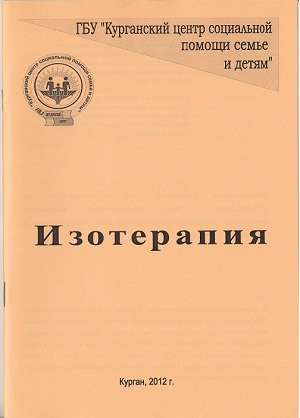 ГБУ "Курганский центр социальной
помощи семье
и детям"
Изотерапия
Курган, 2012 г.